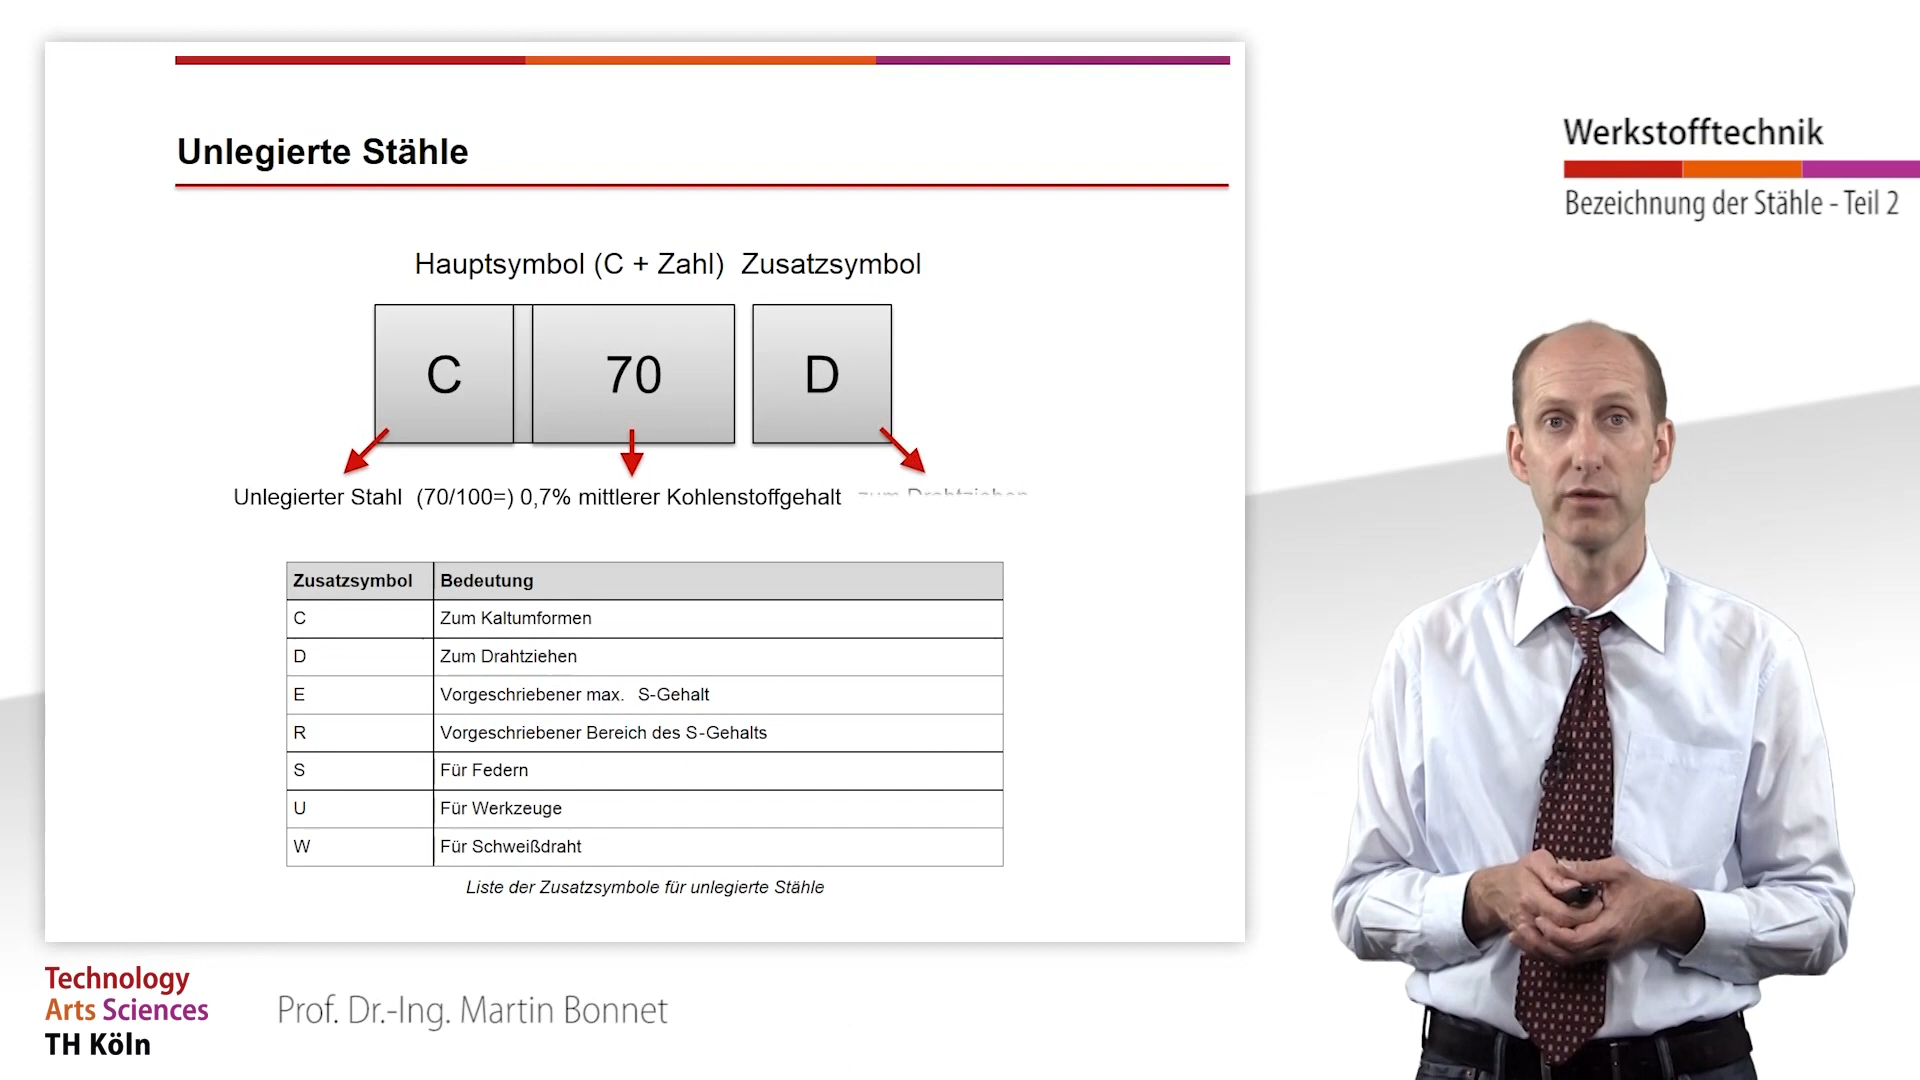 Unlegierte Stähle
Hauptsymbol (C + Zahl) Zusatzsymbol
C 70 D
Unlegierter Stahl (70/100=) 0,7% mittlerer Kohlenstoffgehalt zum Drahtziehen
Zusatzsymbol Bedeutung
C Zum Kaltumformen
D Zum Drahtziehen
E Vorgeschriebener max. S-Gehalt
R Vorgeschriebener Bereich des S-Gehalts
S Für Federn
U Für Werkzeuge
W Für Schweißdraht
Liste der Zusatzsymbole für unlegierte Stähle
Werkstofftechnik
Bezeichnung der Stähle - Teil 2
Technology
Arts Sciences
TH Köln
Prof. Dr.-Ing. Martin Bonnet